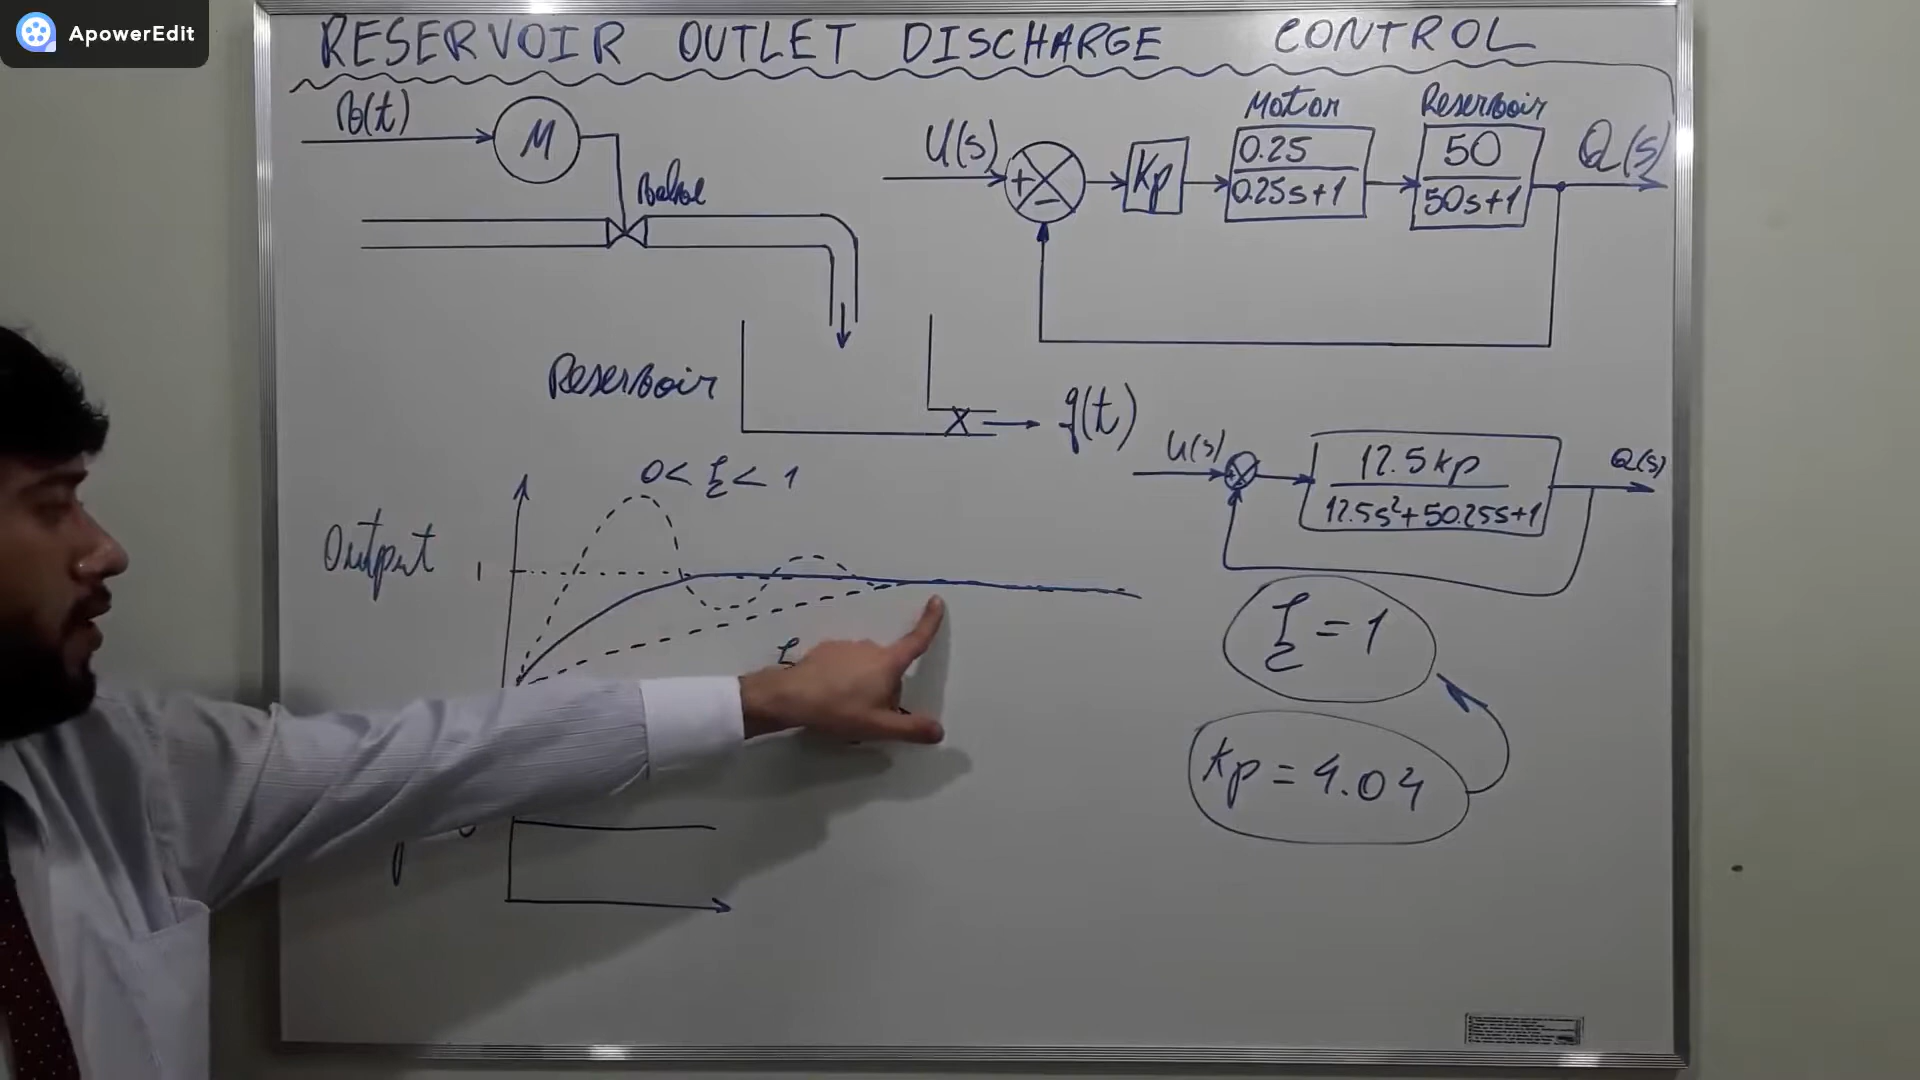 ApowerEdit
RESERVOIR OUTLET DISCHARGE CONTROL
v(t)
M
Valve
U(s)
+
-
Kp
Motor
0.25
0.25s+1
Reservoir
50
50s+1
Q(s)
Reservoir
q(t)
U(s)
+
12.5kp
12.5s²+50.25s+1
Q(s)
0<ξ<1
Output
1
ξ
ξ=1
kp=4.04